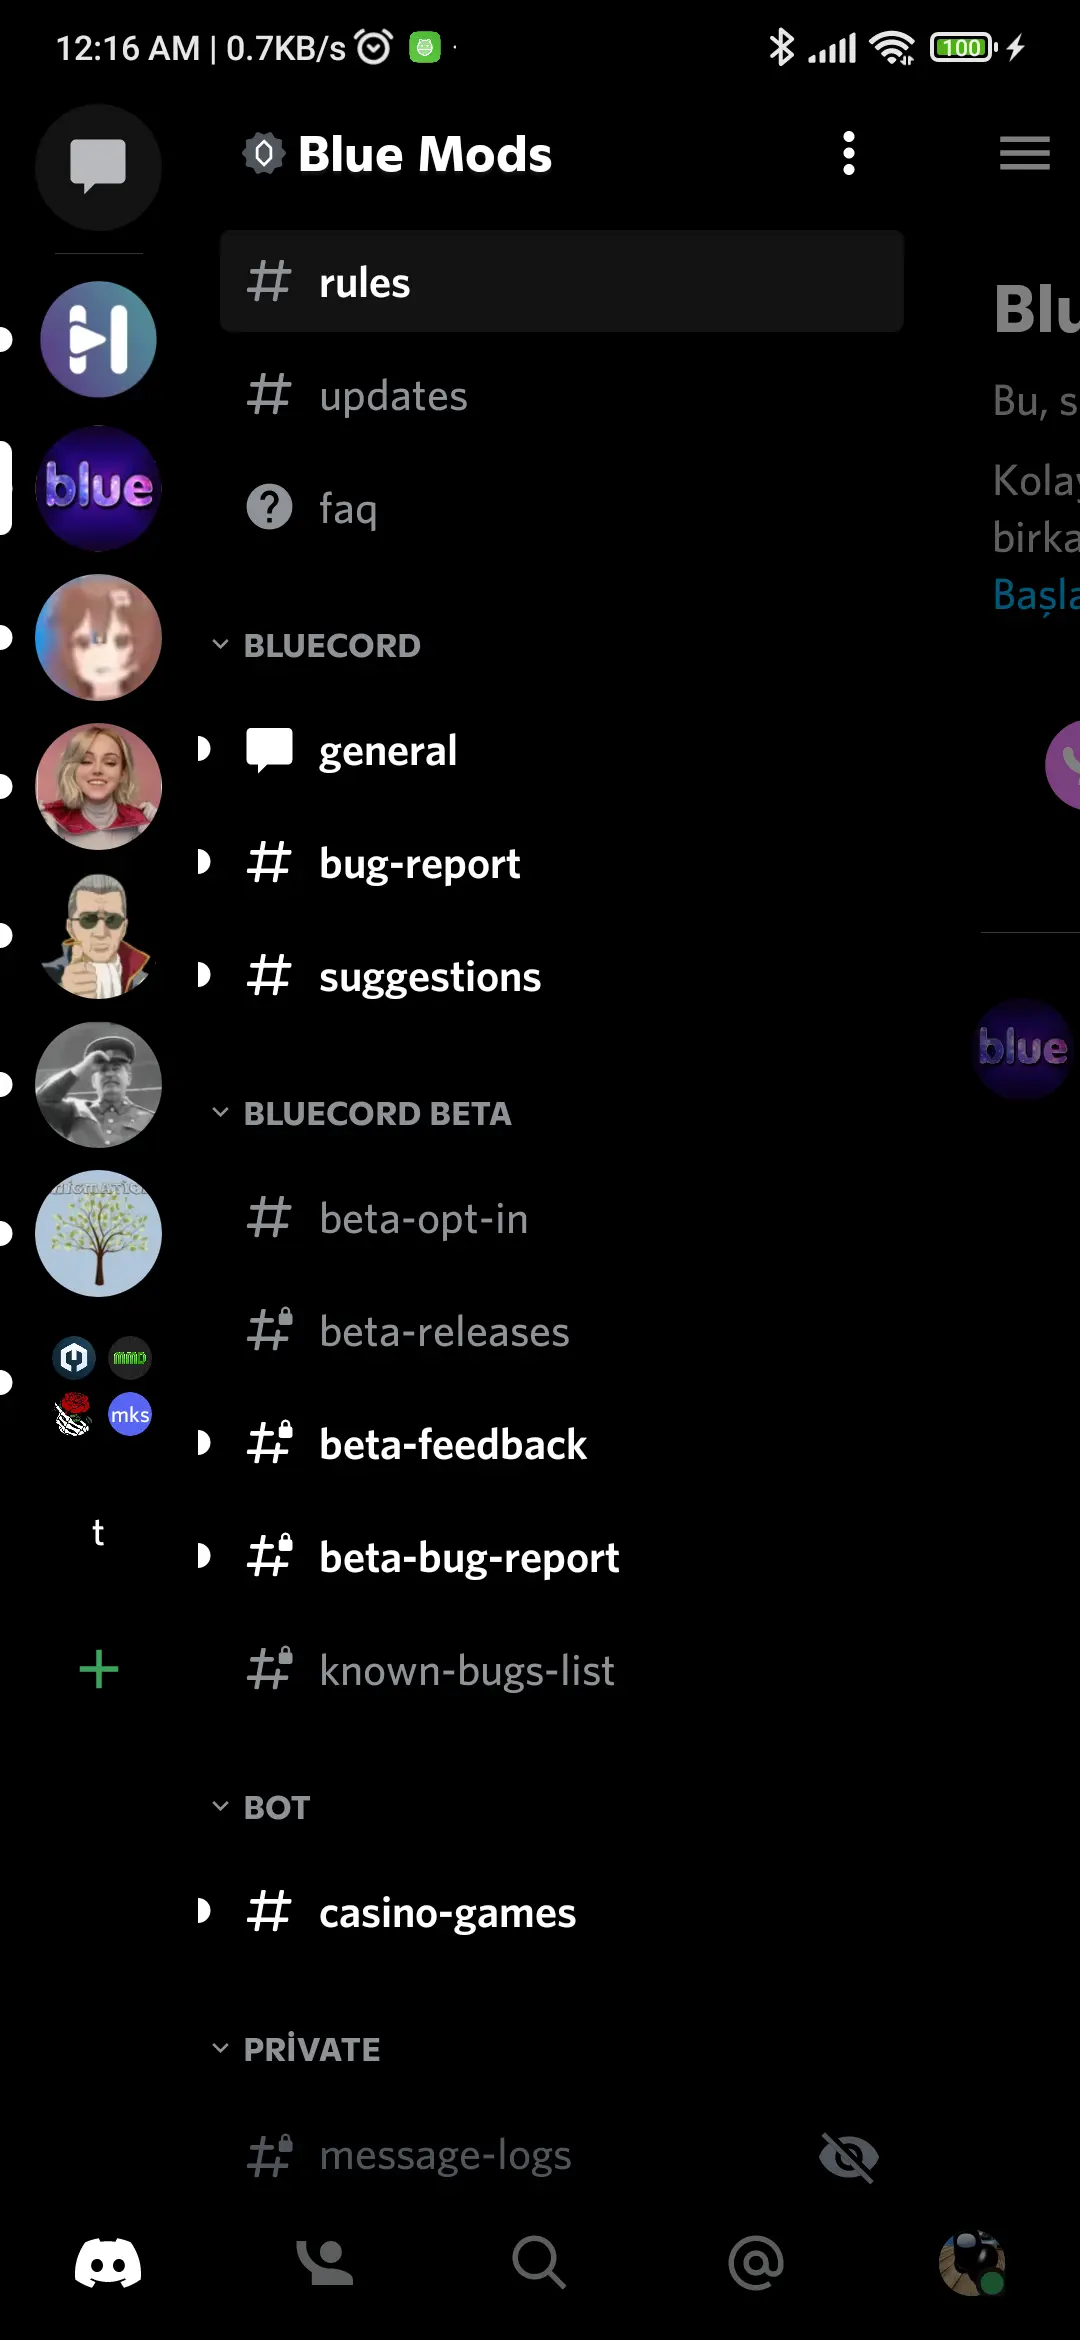 12:16 AM | 0.7KB/s
100
Blue Mods
rules
updates
faq
BLUECORD
general
bug-report
suggestions
BLUECORD BETA
beta-opt-in
beta-releases
beta-feedback
beta-bug-report
known-bugs-list
BOT
casino-games
PRİVATE
message-logs
blue
MMD
mks
t
Blu
Bu, s
Kolay
birka
Başla
blue